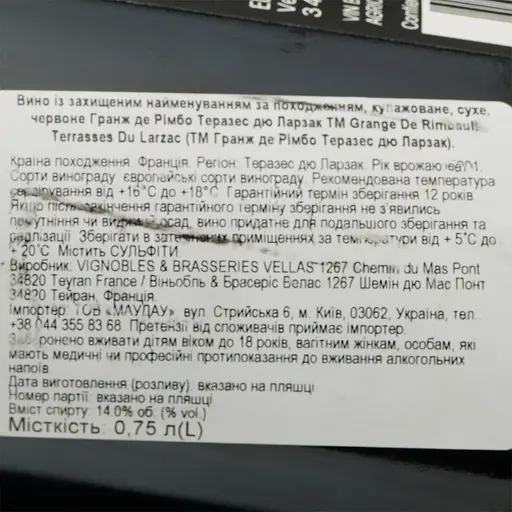 VIN
Вино із захищеним найменуванням за походженням, купажоване, сухе,
червоне Гранж де Рімбо Теразес дю Ларзак ТМ Grange De Rimbault
Terrasses Du Larzac (ТМ Гранж де Рімбо Теразес дю Ларзак).
Країна походження: Франція. Регіон: Теразес дю Ларзак. Рік врожаю
Сорти винограду: європейські сорти винограду. Рекомендована температура
від +16°С до +18°С. Гарантійний термін зберігання 12 років
Якщо після закінчення гарантійного терміну зберігання не з'явились
помутніння чи видимий осад, вино придатне для подальшого зберігання та
реалізації. Зберігати в затемнених приміщеннях за температури від + 5°С до
+ 20°С. Містить СУЛЬФІТИ
Виробник: VIGNOBLES & BRASSERIES VELLAS 1267 Chemin du Mas Pont
34820 Teyran France / Віньобль & Брасеріс Велас 1267 Шемін дю Мас Понт
34820 Тейран, Франція.
Імпортер: ТОВ «МАУДАУ» вул. Стрийська 6, м. Київ, 03062, Україна, тел.
+38 044 355 83 68. Претензії від споживачів приймає імпортер.
Заборонено вживати дітям віком до 18 років, вагітним жінкам, особам, які
мають медичні чи професійні протипоказання до вживання алкогольних
напоїв.
Дата виготовлення (розливу): вказано на пляшці
Номер партії: вказано на пляшці
Вміст спирту: 14.0% об. (% vol.)
Місткість: 0,75 л(L)